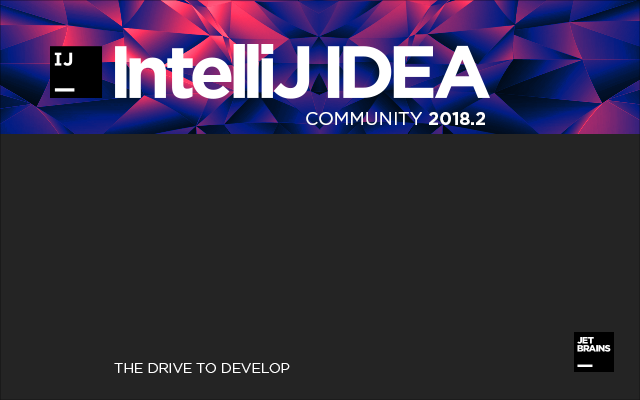 IJ
IntelliJ IDEA
COMMUNITY 2018.2
JET
BRAINS
THE DRIVE TO DEVELOP